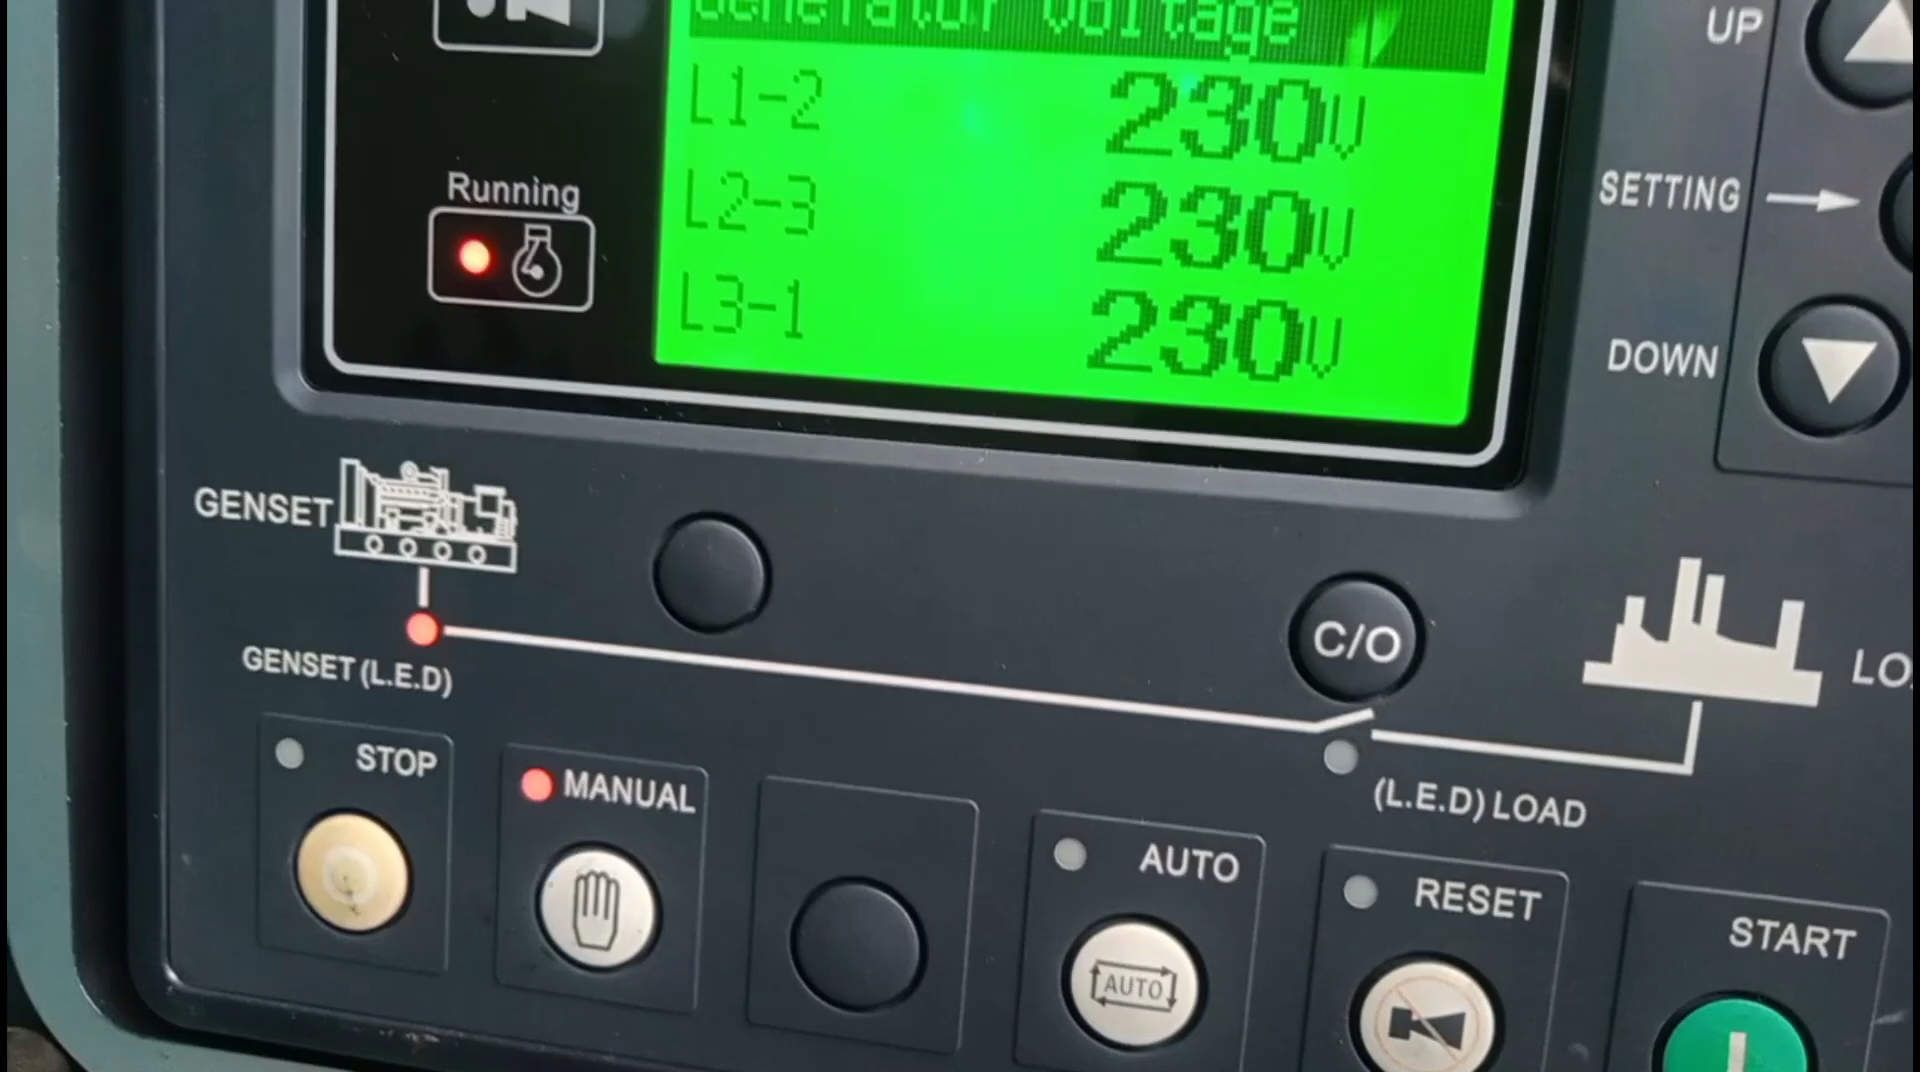 Generator Voltage
UP
L1-2 230V
SETTING
Running
L2-3 230V
L3-1 230V
DOWN
GENSET
C/O
GENSET (L.E.D)
STOP
MANUAL
(L.E.D) LOAD
AUTO
RESET
START
AUTO